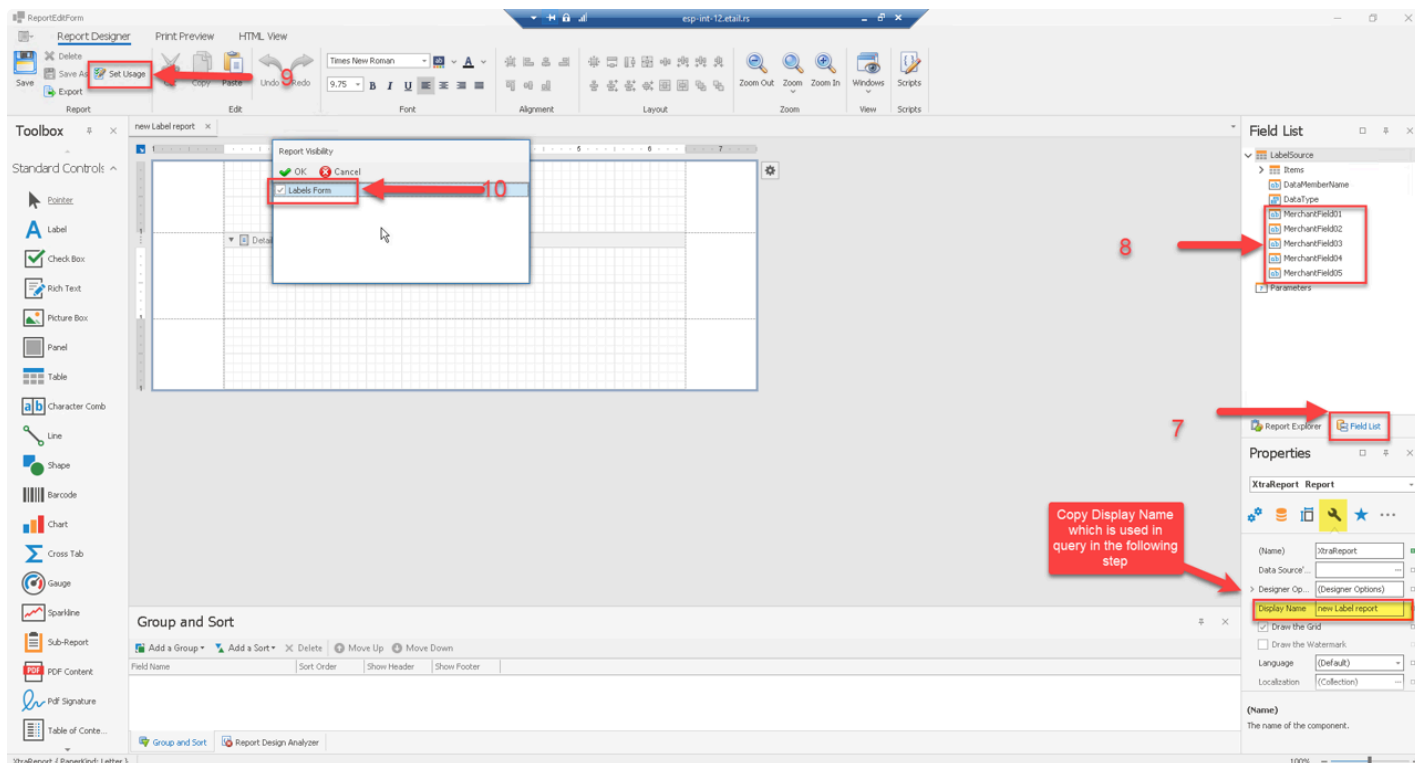 ReportEditForm
esp-int-12.etail.rs
Report Designer Print Preview HTML View
Delete
Save As
Set Usage
Export
Save
Copy
Paste
Undo
Redo
Times New Roman
9.75
B I U
Zoom Out
Zoom
Zoom In
Windows
Scripts
Report Edit Font Alignment Layout Zoom View Scripts
9
Toolbox
Standard Controls
Pointer
Label
Check Box
Rich Text
Picture Box
Panel
Table
Character Comb
Line
Shape
Barcode
Chart
Cross Tab
Gauge
Sparkline
Sub-Report
PDF Content
Pdf Signature
Table of Conte...
new Label report
5 6 7
Report Visibility
OK Cancel
Labels Form
10
Detai
Group and Sort
Add a Group Add a Sort Delete Move Up Move Down
Field Name Sort Order Show Header Show Footer
Group and Sort Report Design Analyzer
Field List
LabelSource
Items
DataMemberName
DataType
MerchantField01
MerchantField02
MerchantField03
MerchantField04
MerchantField05
Parameters
8
7
Report Explorer Field List
Properties
XtraReport Report
Copy Display Name
which is used in
query in the following
step
(Name) XtraReport
Data Source'...
Designer Op... (Designer Options)
Display Name new Label report
Draw the Grid
Draw the Watermark
Language (Default)
Localization (Collection)
(Name)
The name of the component.
XtraReport { PaperKind: Letter }
100%